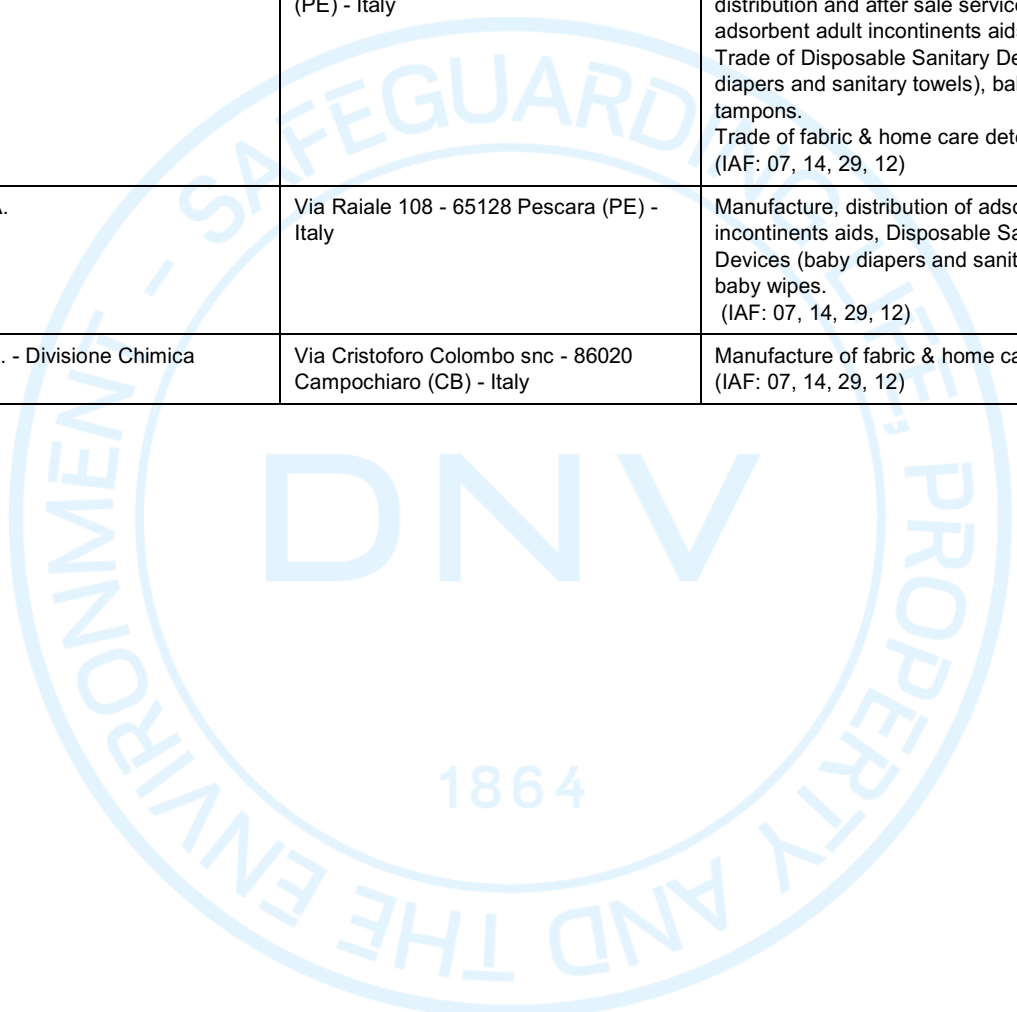 (PE) - Italy
distribution and after sale service
adsorbent adult incontinents aids
Trade of Disposable Sanitary De
diapers and sanitary towels), bab
tampons.
Trade of fabric & home care dete
(IAF: 07, 14, 29, 12)
A.
Via Raiale 108 - 65128 Pescara (PE) -
Italy
Manufacture, distribution of adso
incontinents aids, Disposable Sa
Devices (baby diapers and sanit
baby wipes.
(IAF: 07, 14, 29, 12)
. - Divisione Chimica
Via Cristoforo Colombo snc - 86020
Campochiaro (CB) - Italy
Manufacture of fabric & home ca
(IAF: 07, 14, 29, 12)
SAFEGUARDING LIFE, PROPERTY AND THE ENVIRONMENT -
DNV
1864